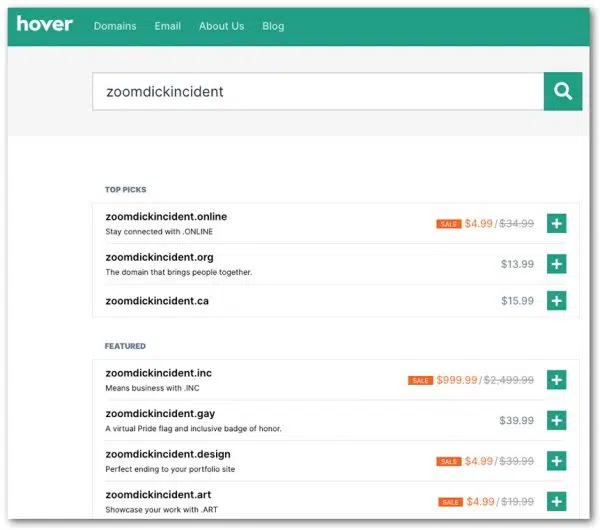 hover Domains Email About Us Blog
zoomdickincident
TOP PICKS
zoomdickincident.online SALE $4.99/$34.99
Stay connected with .ONLINE
zoomdickincident.org $13.99
The domain that brings people together.
zoomdickincident.ca $15.99
FEATURED
zoomdickincident.inc SALE $999.99/$2,499.99
Means business with .INC
zoomdickincident.gay $39.99
A virtual Pride flag and inclusive badge of honor.
zoomdickincident.design SALE $4.99/$39.99
Perfect ending to your portfolio site
zoomdickincident.art SALE $4.99/$19.99
Showcase your work with .ART